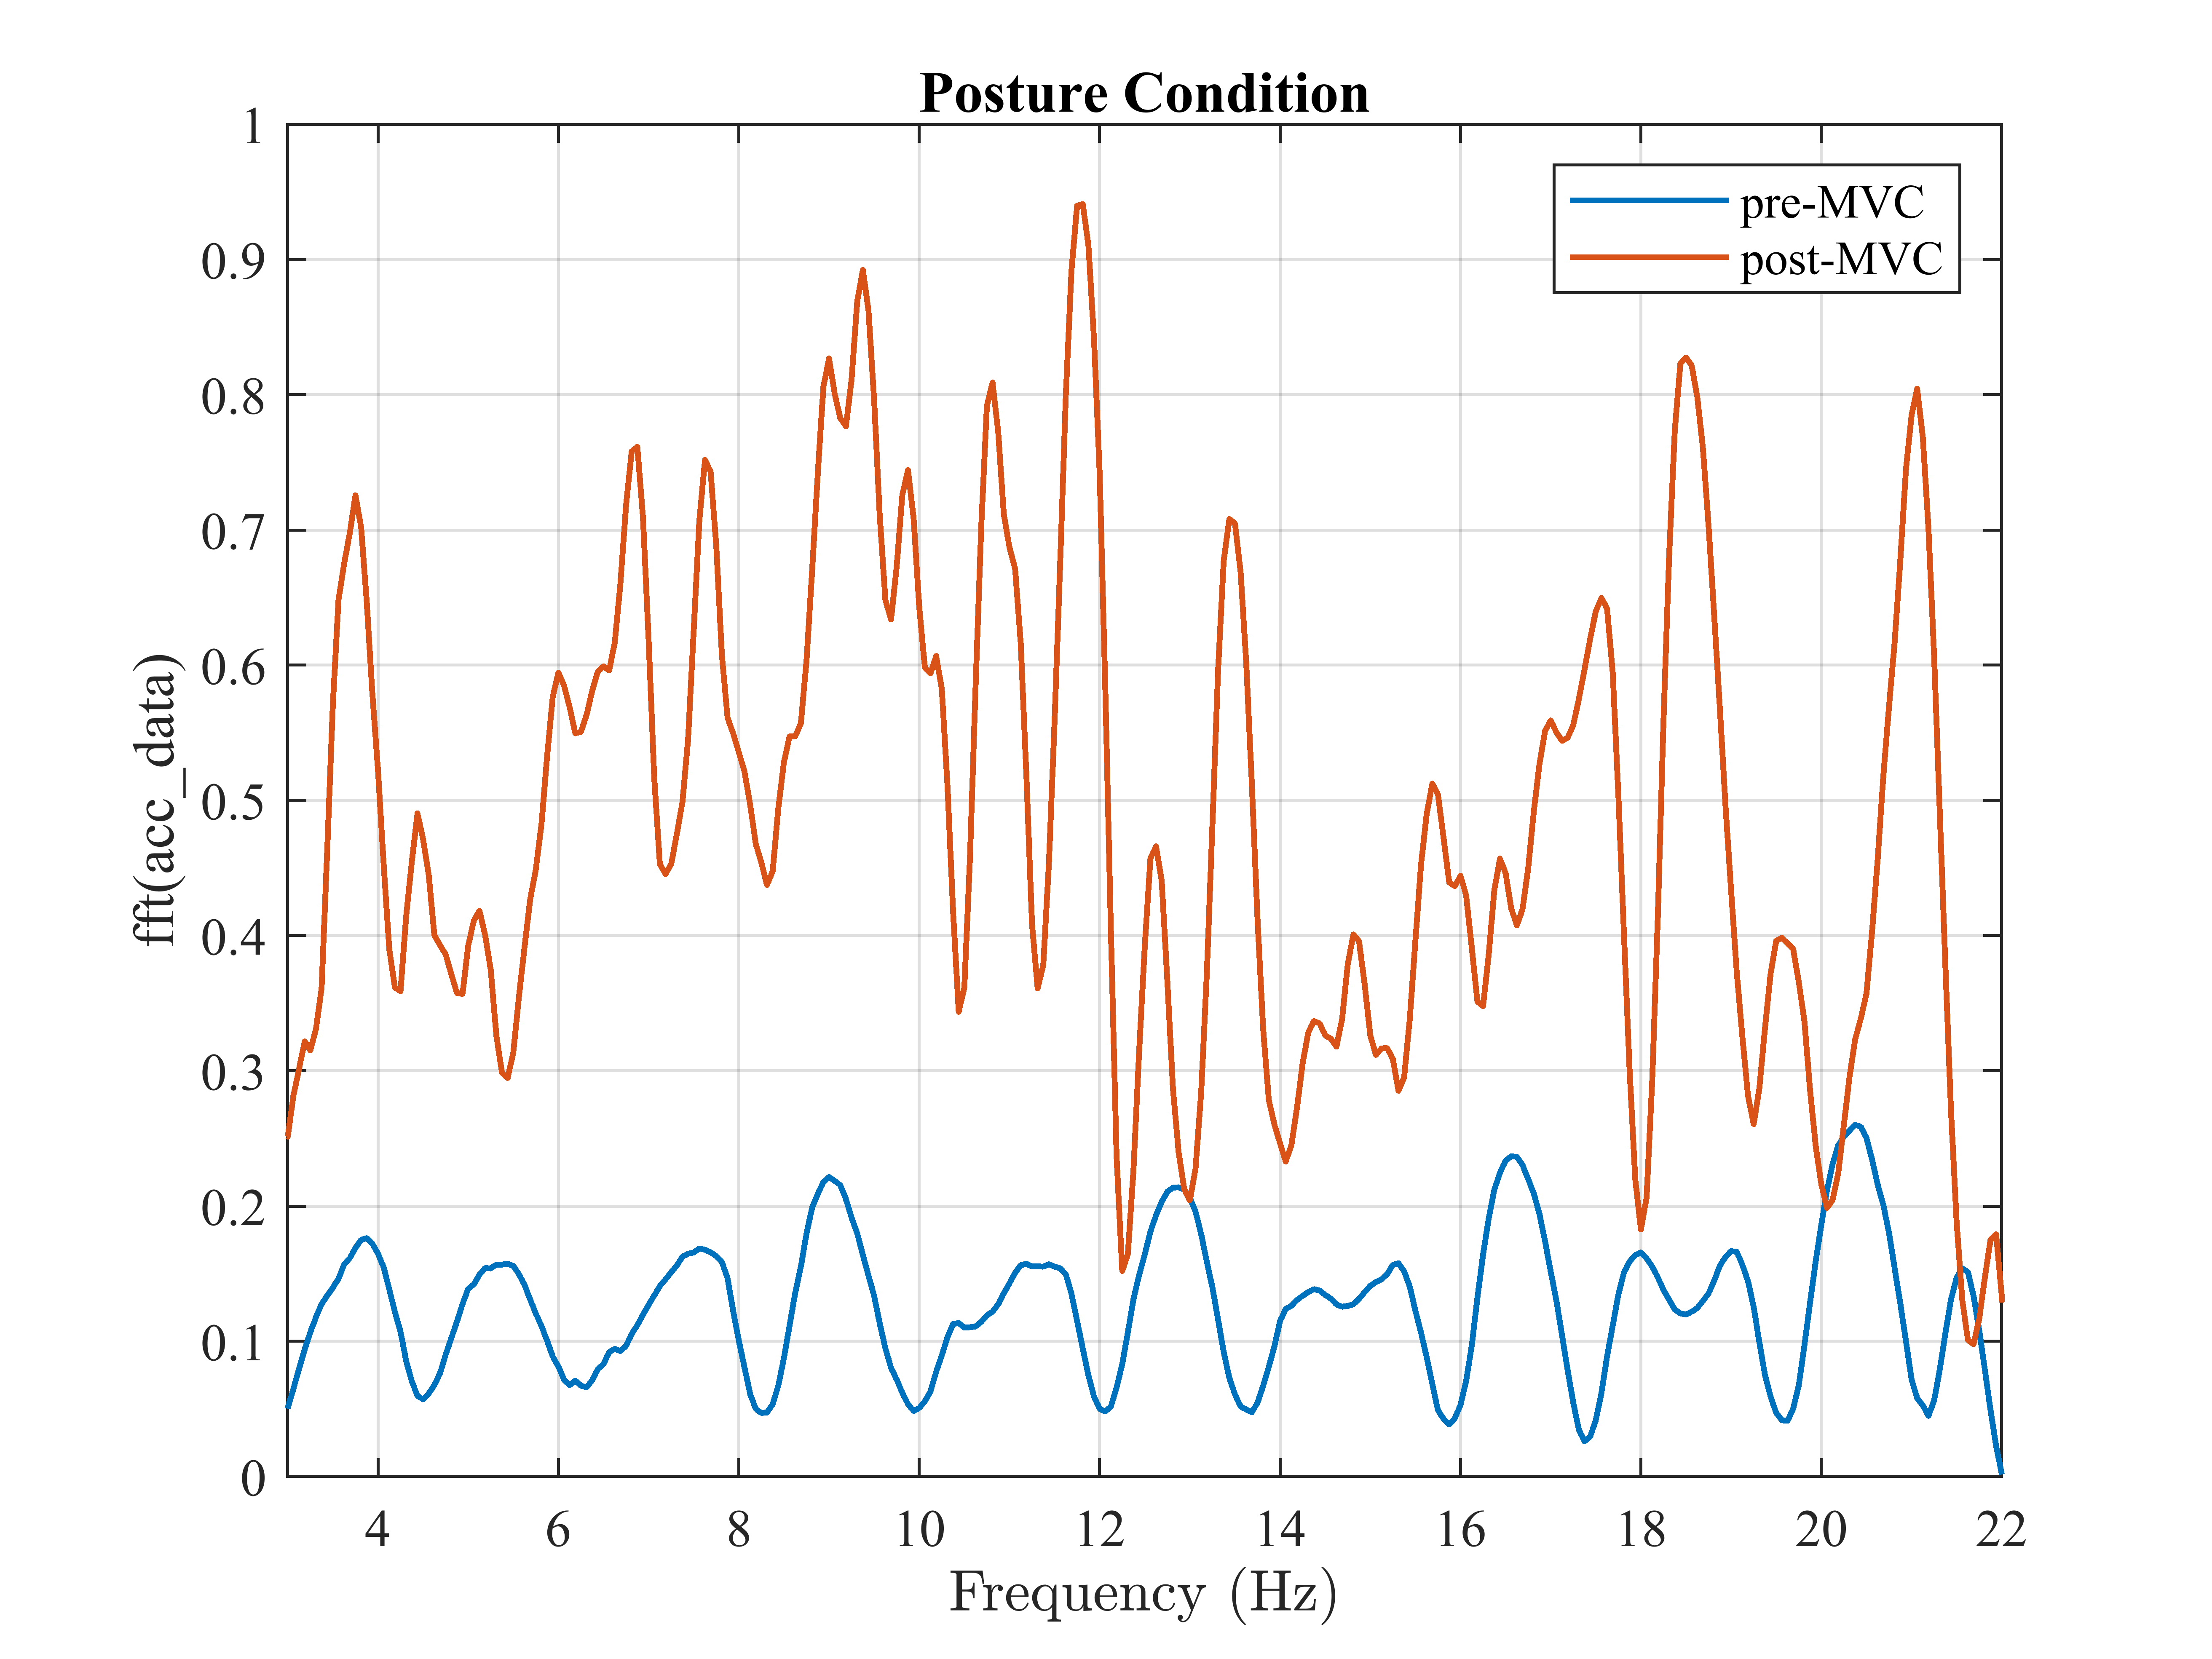 Posture Condition
1
0.9
0.8
0.7
0.6
0.5
0.4
0.3
0.2
0.1
0
fft(acc_data)
pre-MVC
post-MVC
4 6 8 10 12 14 16 18 20 22
Frequency (Hz)